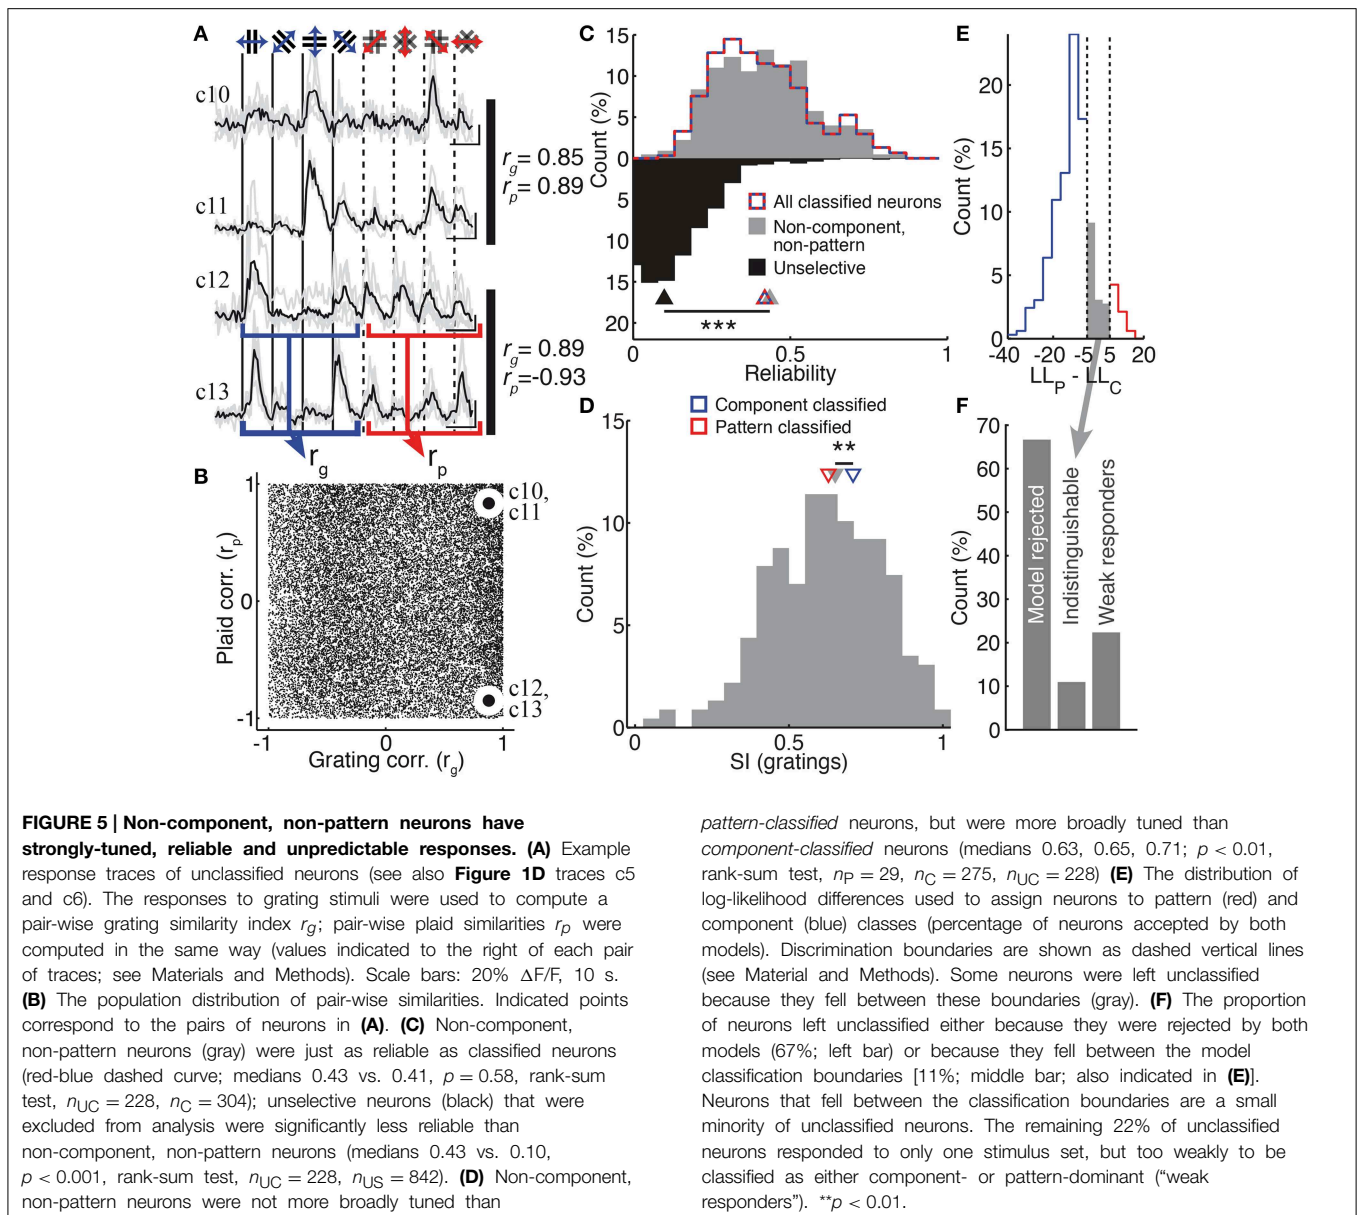 A
c10
c11
c12
c13
r_g= 0.85
r_p= 0.89
r_g= 0.89
r_p=-0.93
r_g
r_p
B
1
0
-1
Plaid corr. (r_p)
-1
0
1
Grating corr. (r_g)
c10,
c11
c12,
c13
C
15
10
5
0
5
10
15
20
Count (%)
All classified neurons
Non-component,
non-pattern
Unselective
***
0
0.5
1
Reliability
D
Component classified
Pattern classified
**
15
10
5
0
Count (%)
0
0.5
1
SI (gratings)
E
20
15
10
5
0
Count (%)
-40
-20
-5
5
20
LL_P - LL_C
F
70
60
50
40
30
20
10
0
Count (%)
Model rejected
Indistinguishable
Weak responders
FIGURE 5 | Non-component, non-pattern neurons have
strongly-tuned, reliable and unpredictable responses. (A) Example
response traces of unclassified neurons (see also Figure 1D traces c5
and c6). The responses to grating stimuli were used to compute a
pair-wise grating similarity index r_g; pair-wise plaid similarities r_p were
computed in the same way (values indicated to the right of each pair
of traces; see Materials and Methods). Scale bars: 20% ΔF/F, 10 s.
(B) The population distribution of pair-wise similarities. Indicated points
correspond to the pairs of neurons in (A). (C) Non-component,
non-pattern neurons (gray) were just as reliable as classified neurons
(red-blue dashed curve; medians 0.43 vs. 0.41, p = 0.58, rank-sum
test, n_UC = 228, n_C = 304); unselective neurons (black) that were
excluded from analysis were significantly less reliable than
non-component, non-pattern neurons (medians 0.43 vs. 0.10,
p < 0.001, rank-sum test, n_UC = 228, n_US = 842). (D) Non-component,
non-pattern neurons were not more broadly tuned than
pattern-classified neurons, but were more broadly tuned than
component-classified neurons (medians 0.63, 0.65, 0.71; p < 0.01,
rank-sum test, n_P = 29, n_C = 275, n_UC = 228) (E) The distribution of
log-likelihood differences used to assign neurons to pattern (red) and
component (blue) classes (percentage of neurons accepted by both
models). Discrimination boundaries are shown as dashed vertical lines
(see Material and Methods). Some neurons were left unclassified
because they fell between these boundaries (gray). (F) The proportion
of neurons left unclassified either because they were rejected by both
models (67%; left bar) or because they fell between the model
classification boundaries [11%; middle bar; also indicated in (E)].
Neurons that fell between the classification boundaries are a small
minority of unclassified neurons. The remaining 22% of unclassified
neurons responded to only one stimulus set, but too weakly to be
classified as either component- or pattern-dominant (“weak
responders”). **p < 0.01.